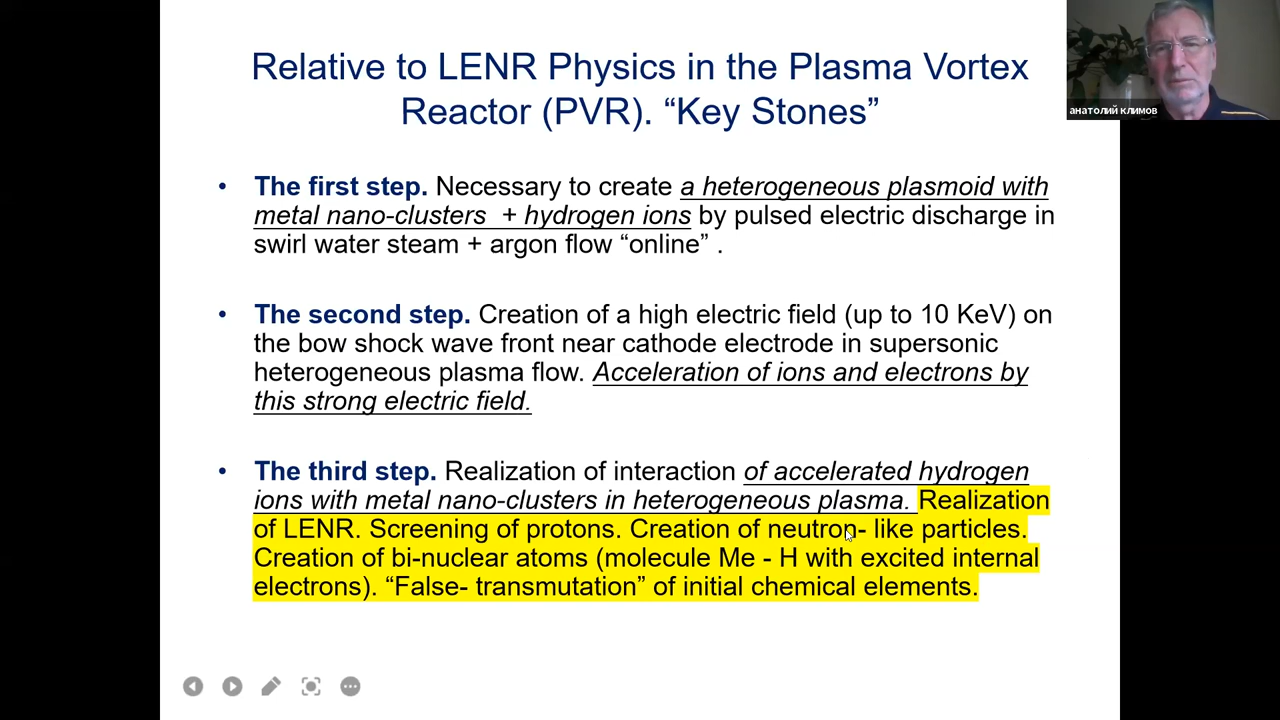 Relative to LENR Physics in the Plasma Vortex
Reactor (PVR). “Key Stones”
анатолий климов
• The first step. Necessary to create a heterogeneous plasmoid with
metal nano-clusters + hydrogen ions by pulsed electric discharge in
swirl water steam + argon flow “online” .
• The second step. Creation of a high electric field (up to 10 KeV) on
the bow shock wave front near cathode electrode in supersonic
heterogeneous plasma flow. Acceleration of ions and electrons by
this strong electric field.
• The third step. Realization of interaction of accelerated hydrogen
ions with metal nano-clusters in heterogeneous plasma. Realization
of LENR. Screening of protons. Creation of neutron- like particles.
Creation of bi-nuclear atoms (molecule Me - H with excited internal
electrons). “False- transmutation” of initial chemical elements.